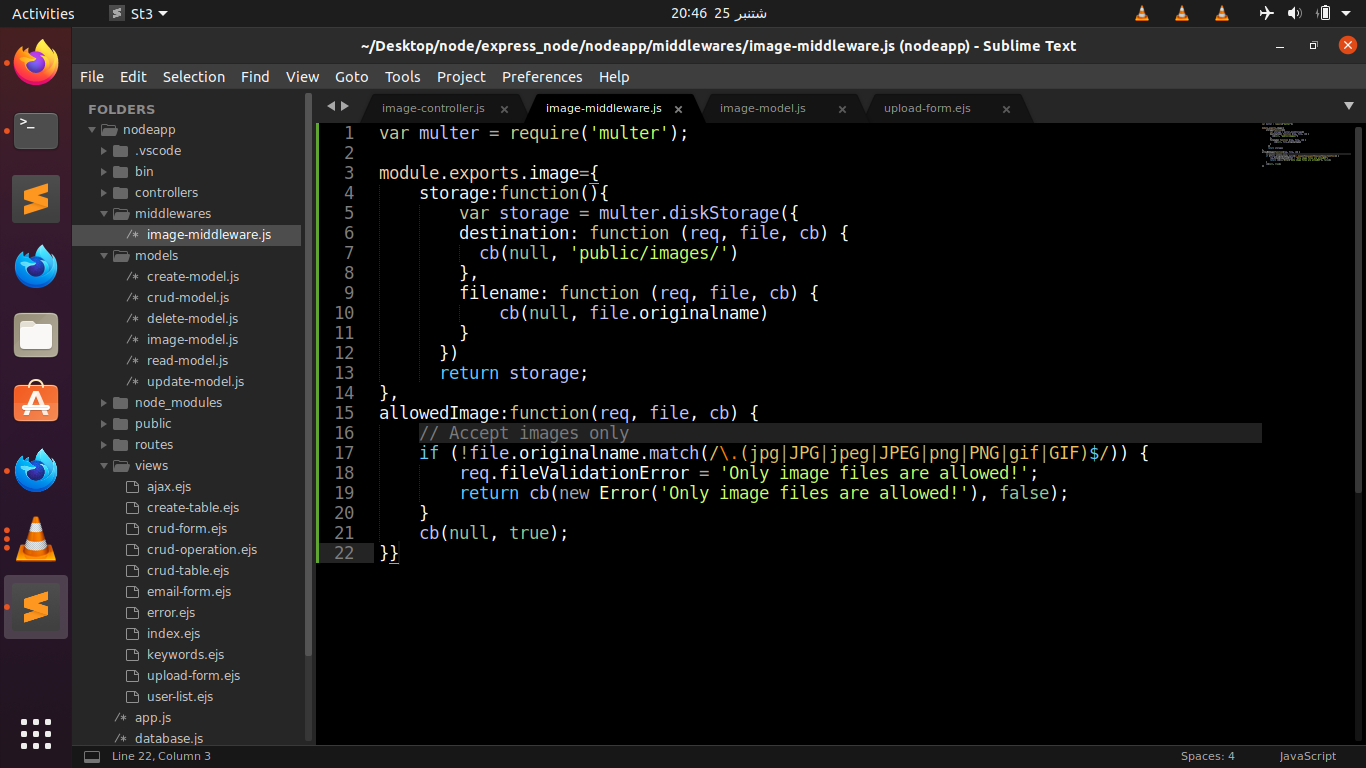 Activities St3 20:46 25 شتنبر
~/Desktop/node/express_node/nodeapp/middlewares/image-middleware.js (nodeapp) - Sublime Text
File Edit Selection Find View Goto Tools Project Preferences Help
FOLDERS
nodeapp
.vscode
bin
controllers
middlewares
/* image-middleware.js
models
/* create-model.js
/* crud-model.js
/* delete-model.js
/* image-model.js
/* read-model.js
/* update-model.js
node_modules
public
routes
views
ajax.ejs
create-table.ejs
crud-form.ejs
crud-operation.ejs
crud-table.ejs
email-form.ejs
error.ejs
index.ejs
keywords.ejs
upload-form.ejs
user-list.ejs
/* app.js
/* database.js
image-controller.js × image-middleware.js × image-model.js × upload-form.ejs ×
1 var multer = require('multer');
2
3 module.exports.image={
4     storage:function(){
5         var storage = multer.diskStorage({
6         destination: function (req, file, cb) {
7           cb(null, 'public/images/')
8         },
9         filename: function (req, file, cb) {
10             cb(null, file.originalname)
11         }
12       })
13       return storage;
14 },
15 allowedImage:function(req, file, cb) {
16     // Accept images only
17     if (!file.originalname.match(/\.(jpg|JPG|jpeg|JPEG|png|PNG|gif|GIF)$/)) {
18         req.fileValidationError = 'Only image files are allowed!';
19         return cb(new Error('Only image files are allowed!'), false);
20     }
21     cb(null, true);
22 }}
>_
Line 22, Column 3 Spaces: 4 JavaScript